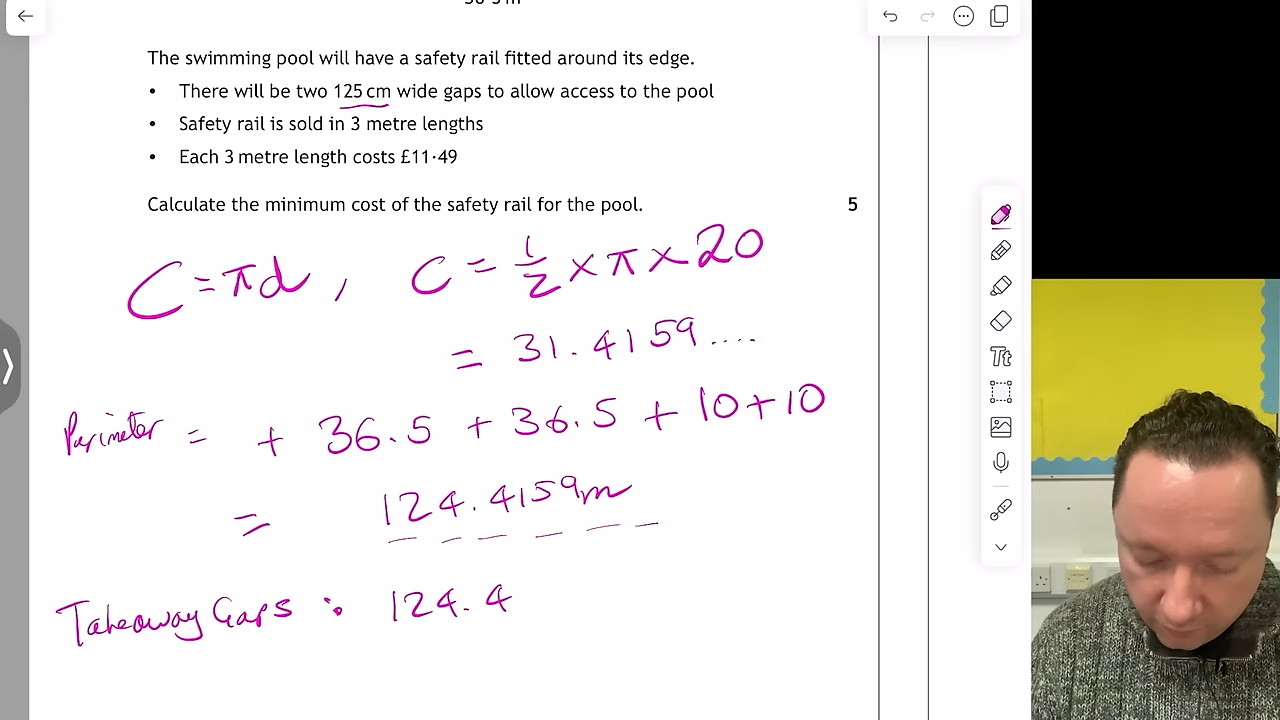 The swimming pool will have a safety rail fitted around its edge.
• There will be two 125 cm wide gaps to allow access to the pool
• Safety rail is sold in 3 metre lengths
• Each 3 metre length costs £11·49
Calculate the minimum cost of the safety rail for the pool. 5
C = πd , C = 1/2 × π × 20
= 31.4159....
Perimeter = + 36.5 + 36.5 + 10 + 10
= 124.4159m
Takeaway Gaps : 124.4
Tt